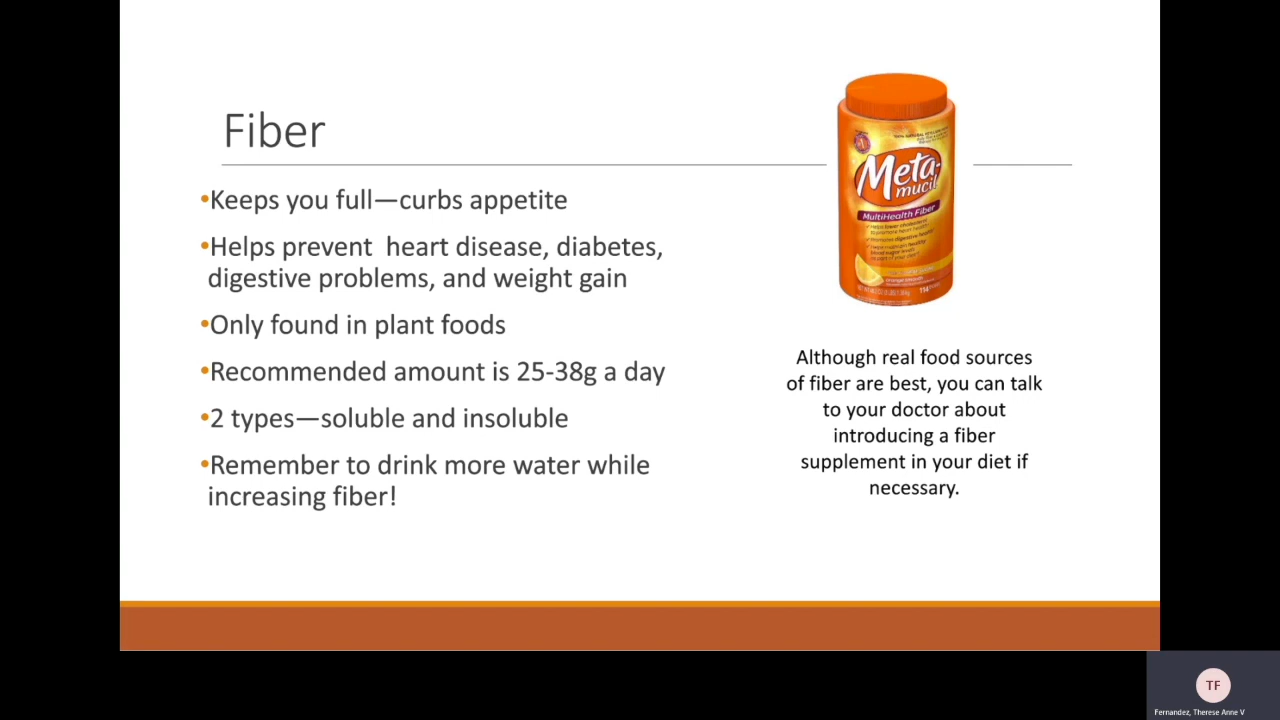 Fiber
•Keeps you full—curbs appetite
•Helps prevent  heart disease, diabetes,
digestive problems, and weight gain
•Only found in plant foods
•Recommended amount is 25-38g a day
•2 types—soluble and insoluble
•Remember to drink more water while
increasing fiber!
Meta-
mucil
MultiHealth Fiber
Although real food sources
of fiber are best, you can talk
to your doctor about
introducing a fiber
supplement in your diet if
necessary.
TF
Fernandez, Therese Anne V